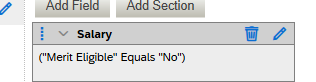 Add Field Add Section
Salary
("Merit Eligible" Equals "No")